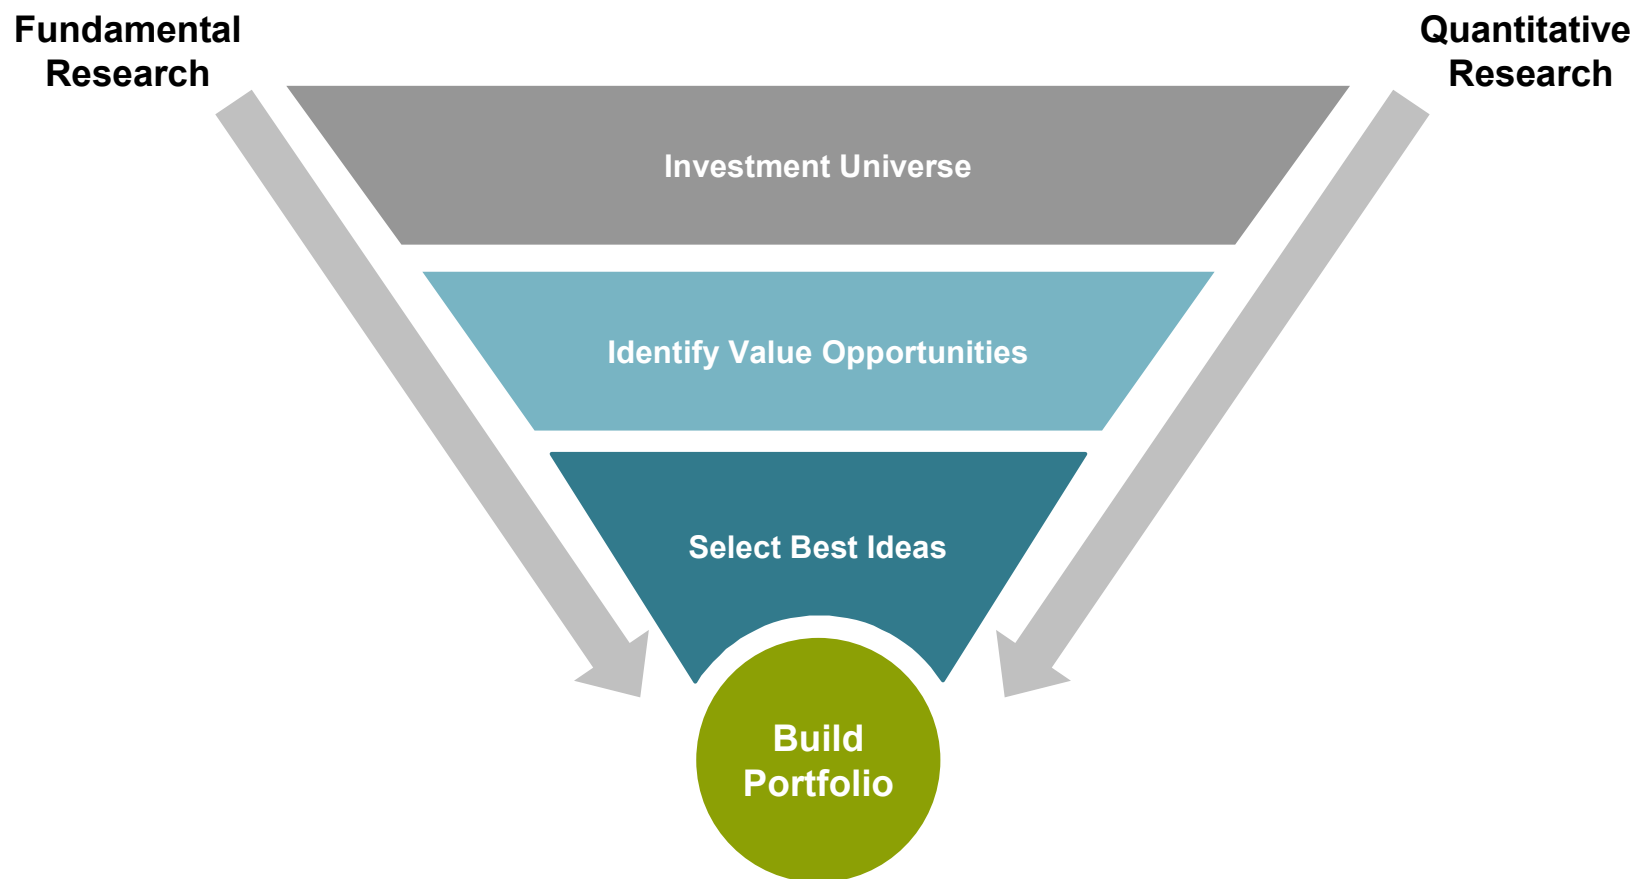 Fundamental
Research
Quantitative
Research
Investment Universe
Identify Value Opportunities
Select Best Ideas
Build
Portfolio